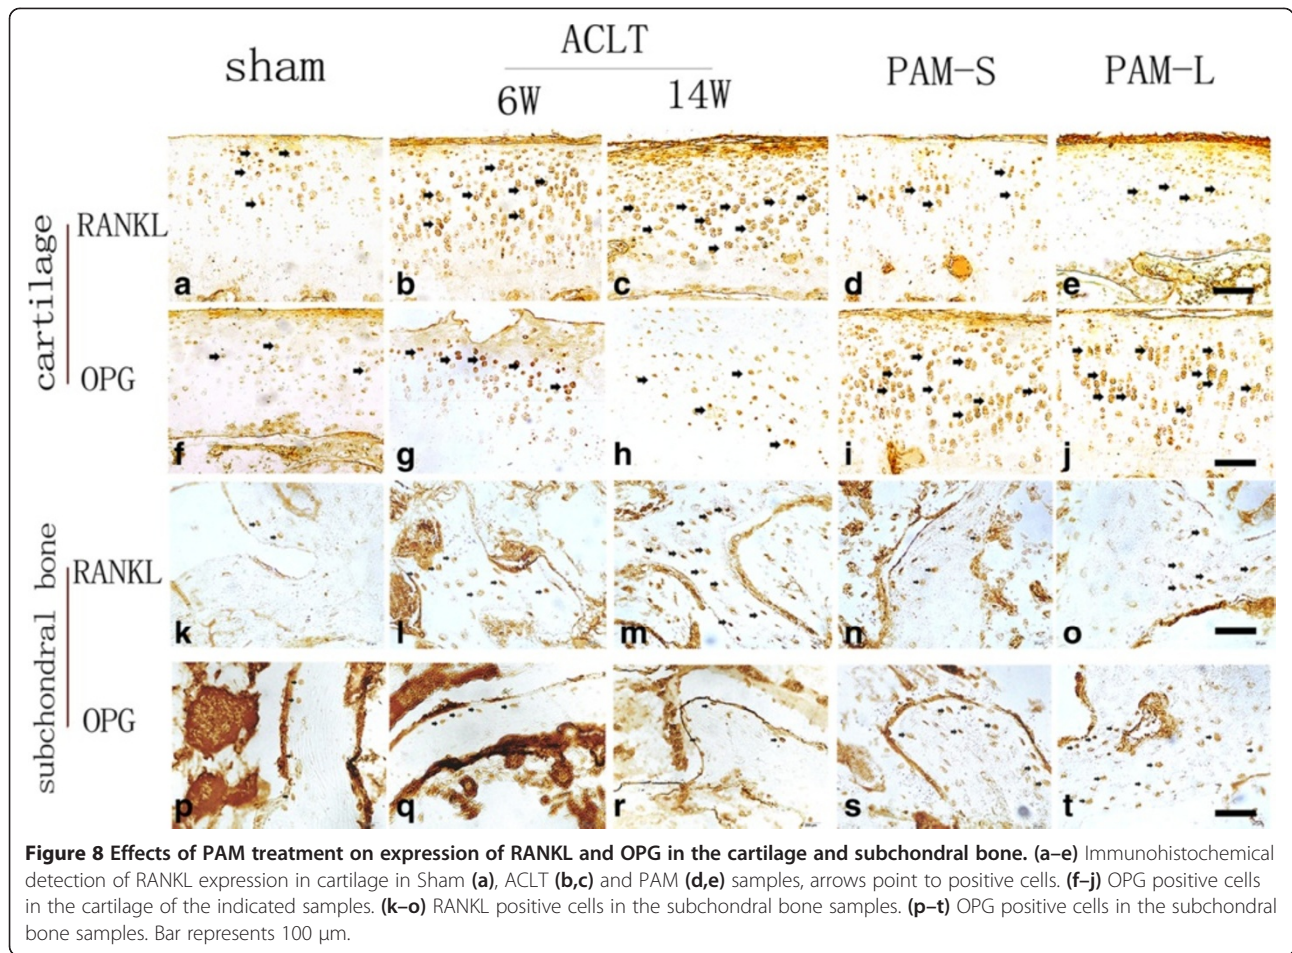 sham
ACLT
6W
14W
PAM-S
PAM-L
cartilage
RANKL
a
b
c
d
e
OPG
f
g
h
i
j
subchondral bone
RANKL
k
l
m
n
o
OPG
p
q
r
s
t
Figure 8 Effects of PAM treatment on expression of RANKL and OPG in the cartilage and subchondral bone. (a–e) Immunohistochemical
detection of RANKL expression in cartilage in Sham (a), ACLT (b,c) and PAM (d,e) samples, arrows point to positive cells. (f–j) OPG positive cells
in the cartilage of the indicated samples. (k–o) RANKL positive cells in the subchondral bone samples. (p–t) OPG positive cells in the subchondral
bone samples. Bar represents 100 μm.